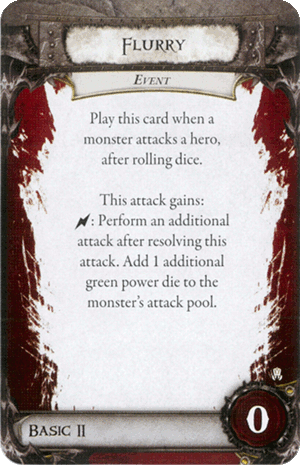 Flurry
Event
Play this card when a
monster attacks a hero,
after rolling dice.
This attack gains:
: Perform an additional
attack after resolving this
attack. Add 1 additional
green power die to the
monster's attack pool.
Basic II
0